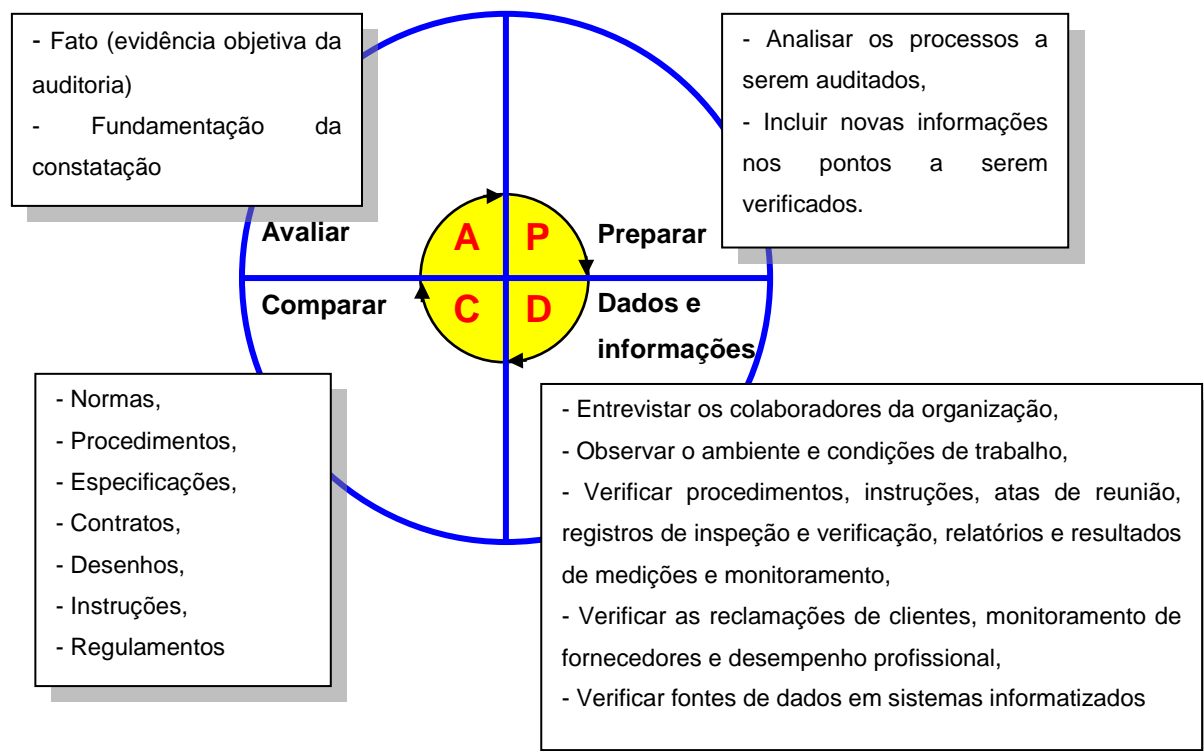 - Fato (evidência objetiva da
auditoria)
- Fundamentação da
constatação
- Analisar os processos a
serem auditados,
- Incluir novas informações
nos pontos a serem
verificados.
Avaliar
A
P
Preparar
Comparar
C
D
Dados e
informações
- Normas,
- Procedimentos,
- Especificações,
- Contratos,
- Desenhos,
- Instruções,
- Regulamentos
- Entrevistar os colaboradores da organização,
- Observar o ambiente e condições de trabalho,
- Verificar procedimentos, instruções, atas de reunião,
registros de inspeção e verificação, relatórios e resultados
de medições e monitoramento,
- Verificar as reclamações de clientes, monitoramento de
fornecedores e desempenho profissional,
- Verificar fontes de dados em sistemas informatizados